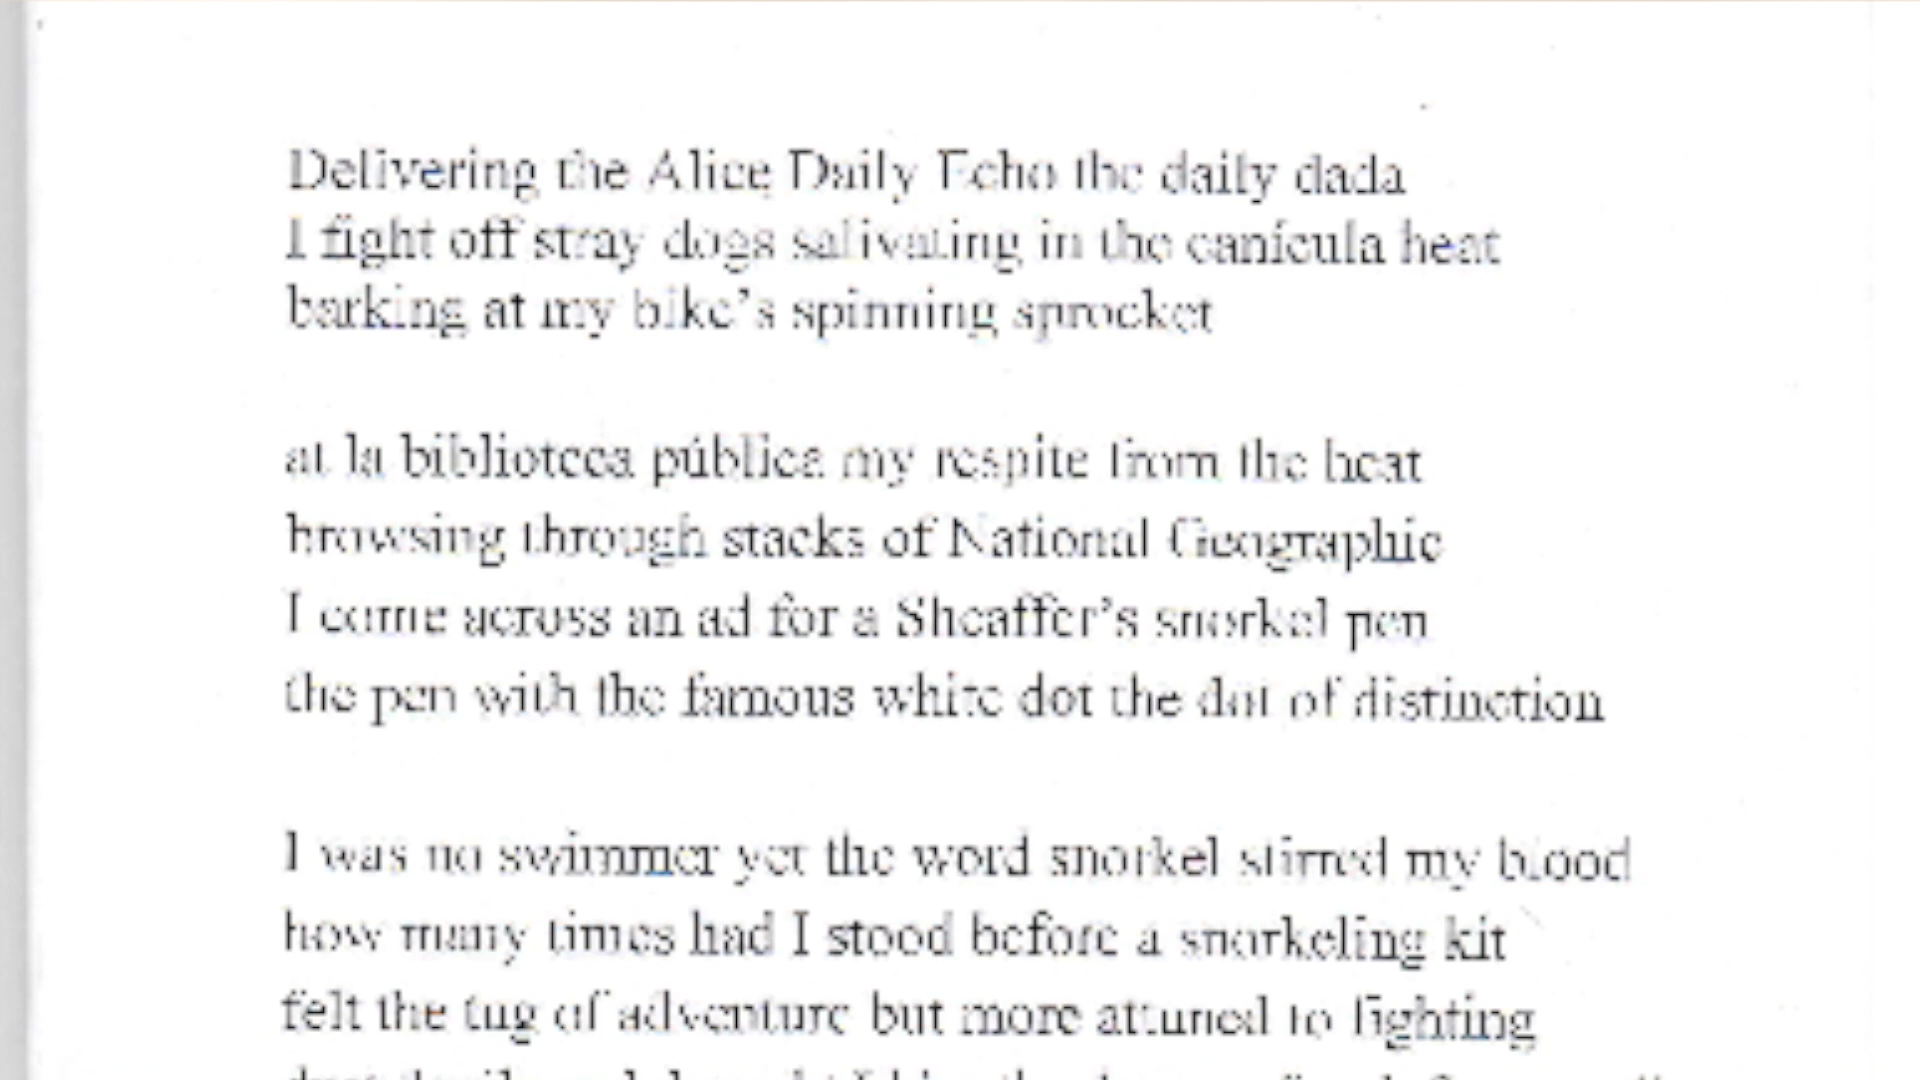 Delivering the Alice Daily Echo the daily dada
I fight off stray dogs salivating in the canícula heat
barking at my bike's spinning sprocket
at la biblioteca pública my respite from the heat
browsing through stacks of National Geographic
I come across an ad for a Sheaffer's snorkel pen
the pen with the famous white dot the dot of distinction
I was no swimmer yet the word snorkel stirred my blood
how many times had I stood before a snorkeling kit
felt the tug of adventure but more attuned to fighting